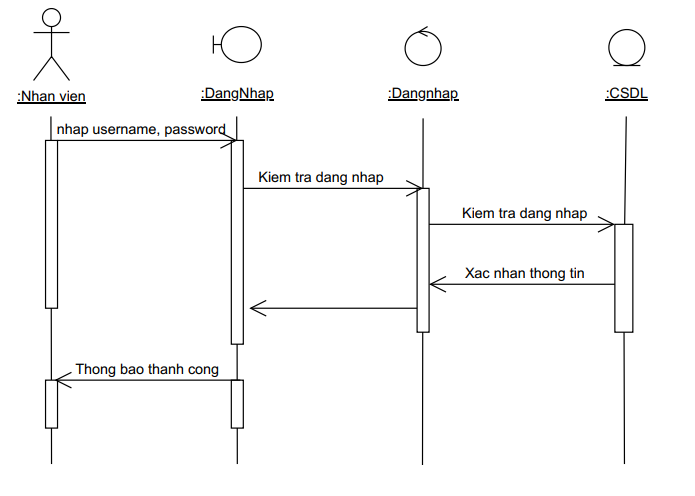 :Nhan vien
:DangNhap
:Dangnhap
:CSDL
nhap username, password
Kiem tra dang nhap
Kiem tra dang nhap
Xac nhan thong tin
Thong bao thanh cong